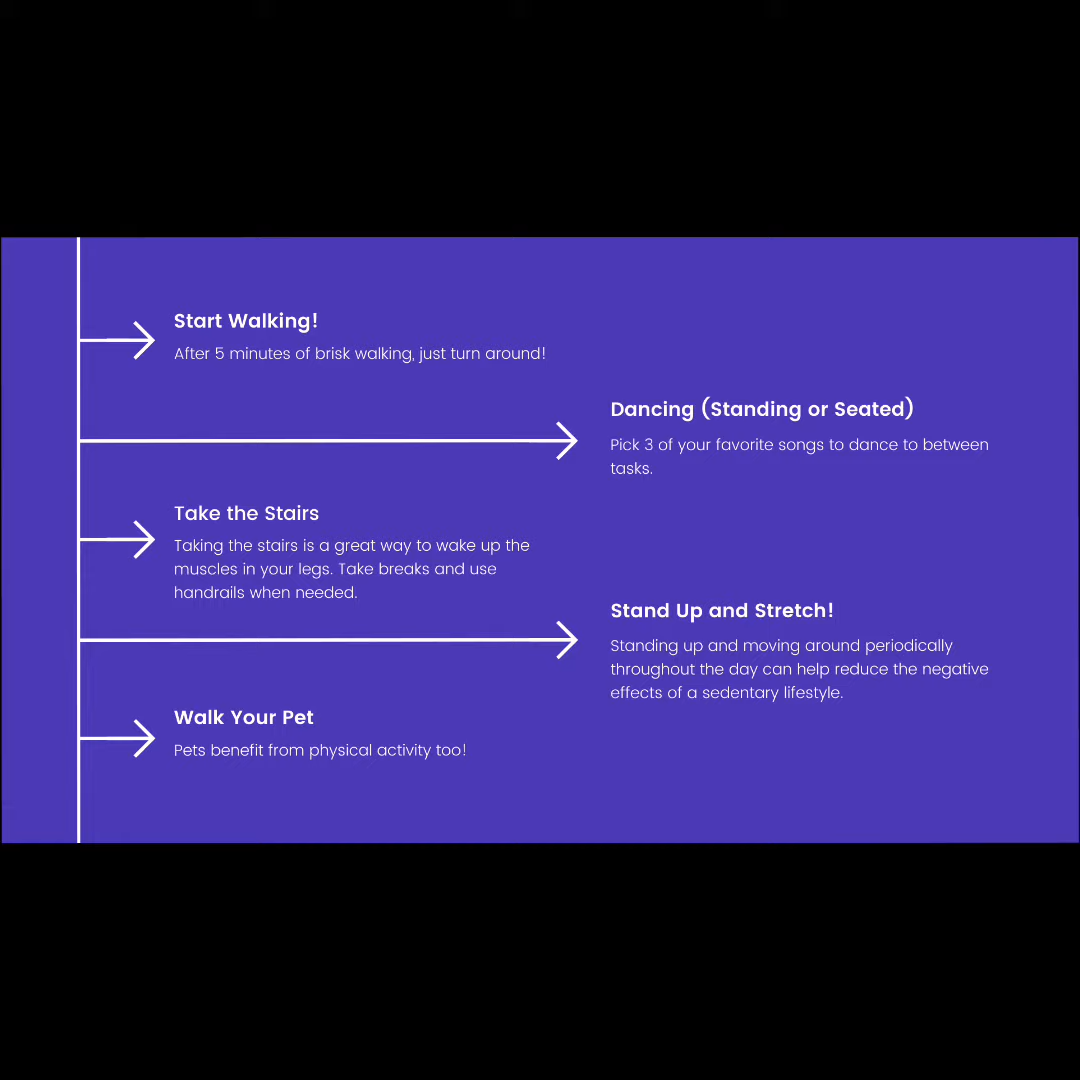 Start Walking!
After 5 minutes of brisk walking, just turn around!
Dancing (Standing or Seated)
Pick 3 of your favorite songs to dance to between
tasks.
Take the Stairs
Taking the stairs is a great way to wake up the
muscles in your legs. Take breaks and use
handrails when needed.
Stand Up and Stretch!
Standing up and moving around periodically
throughout the day can help reduce the negative
effects of a sedentary lifestyle.
Walk Your Pet
Pets benefit from physical activity too!